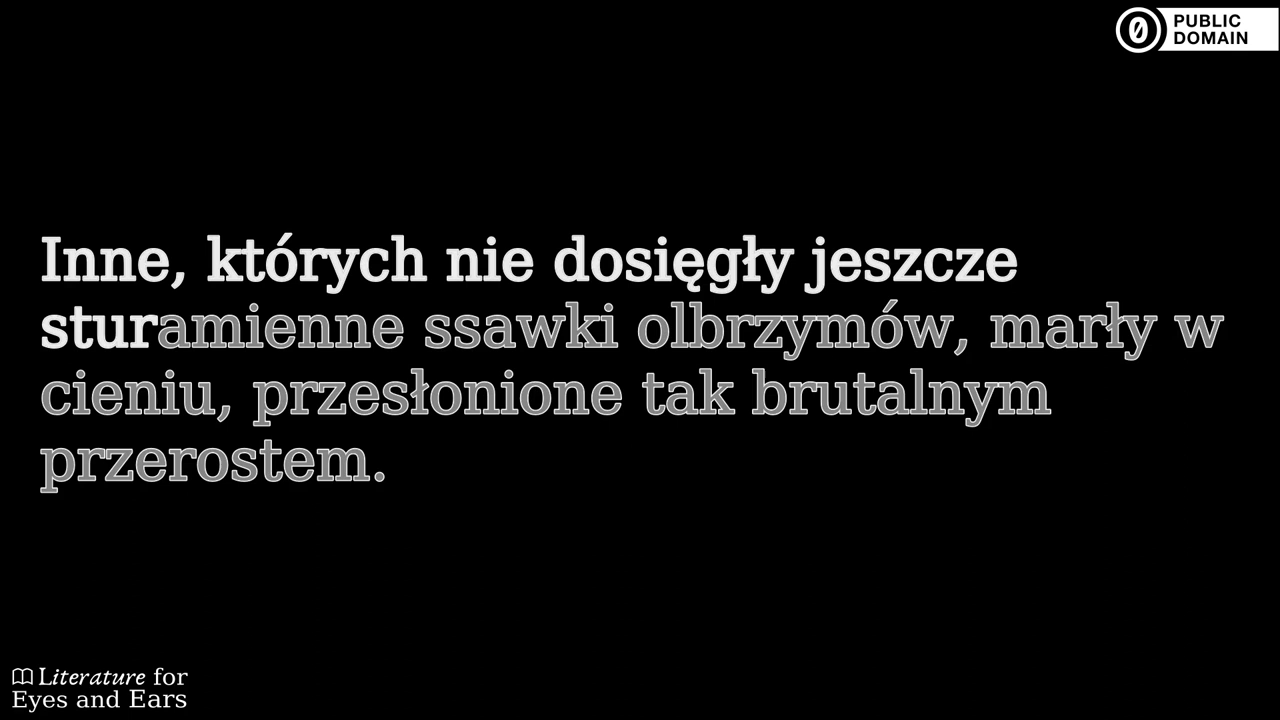 PUBLIC
DOMAIN
Inne, których nie dosięgły jeszcze
sturamienne ssawki olbrzymów, marły w
cieniu, przesłonione tak brutalnym
przerostem.
Literature for
Eyes and Ears